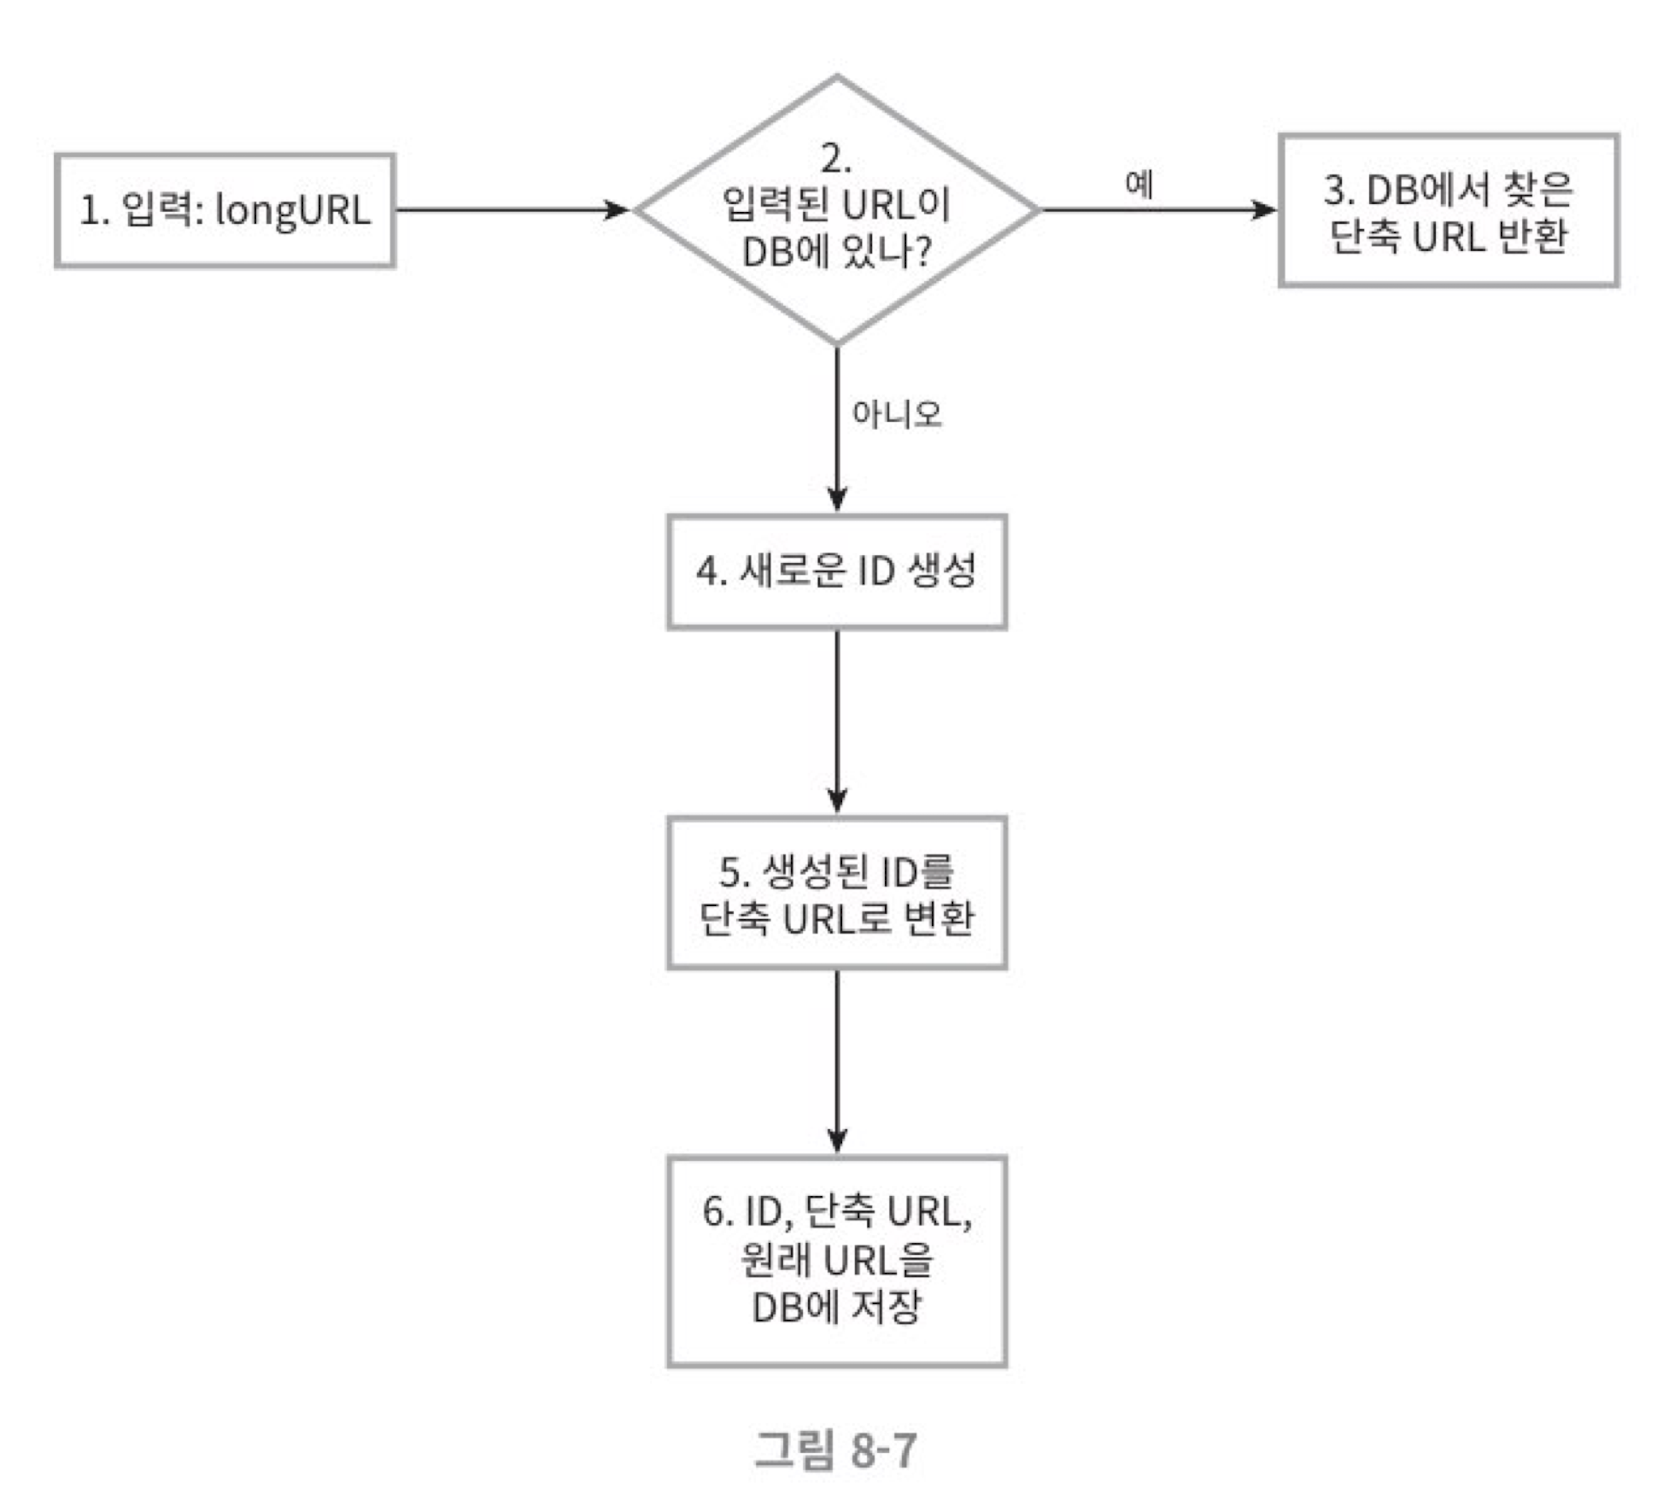 1. 입력: longURL
2.
입력된 URL이
DB에 있나?
예
3. DB에서 찾은
단축 URL 반환
아니오
4. 새로운 ID 생성
5. 생성된 ID를
단축 URL로 변환
6. ID, 단축 URL,
원래 URL을
DB에 저장
그림 8-7